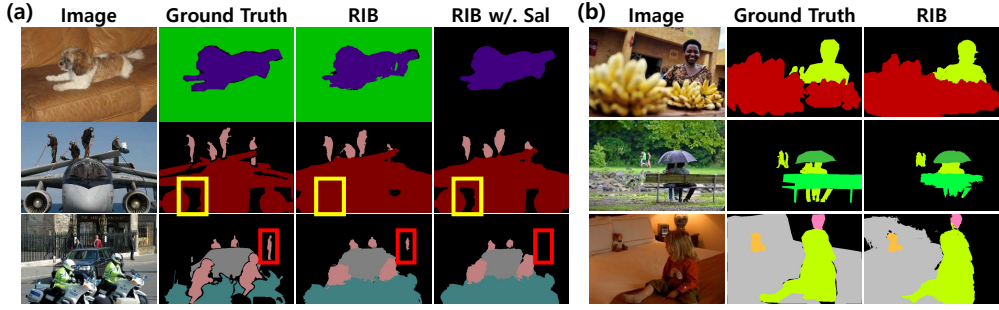 (a) Image Ground Truth RIB RIB w/. Sal
(b) Image Ground Truth RIB